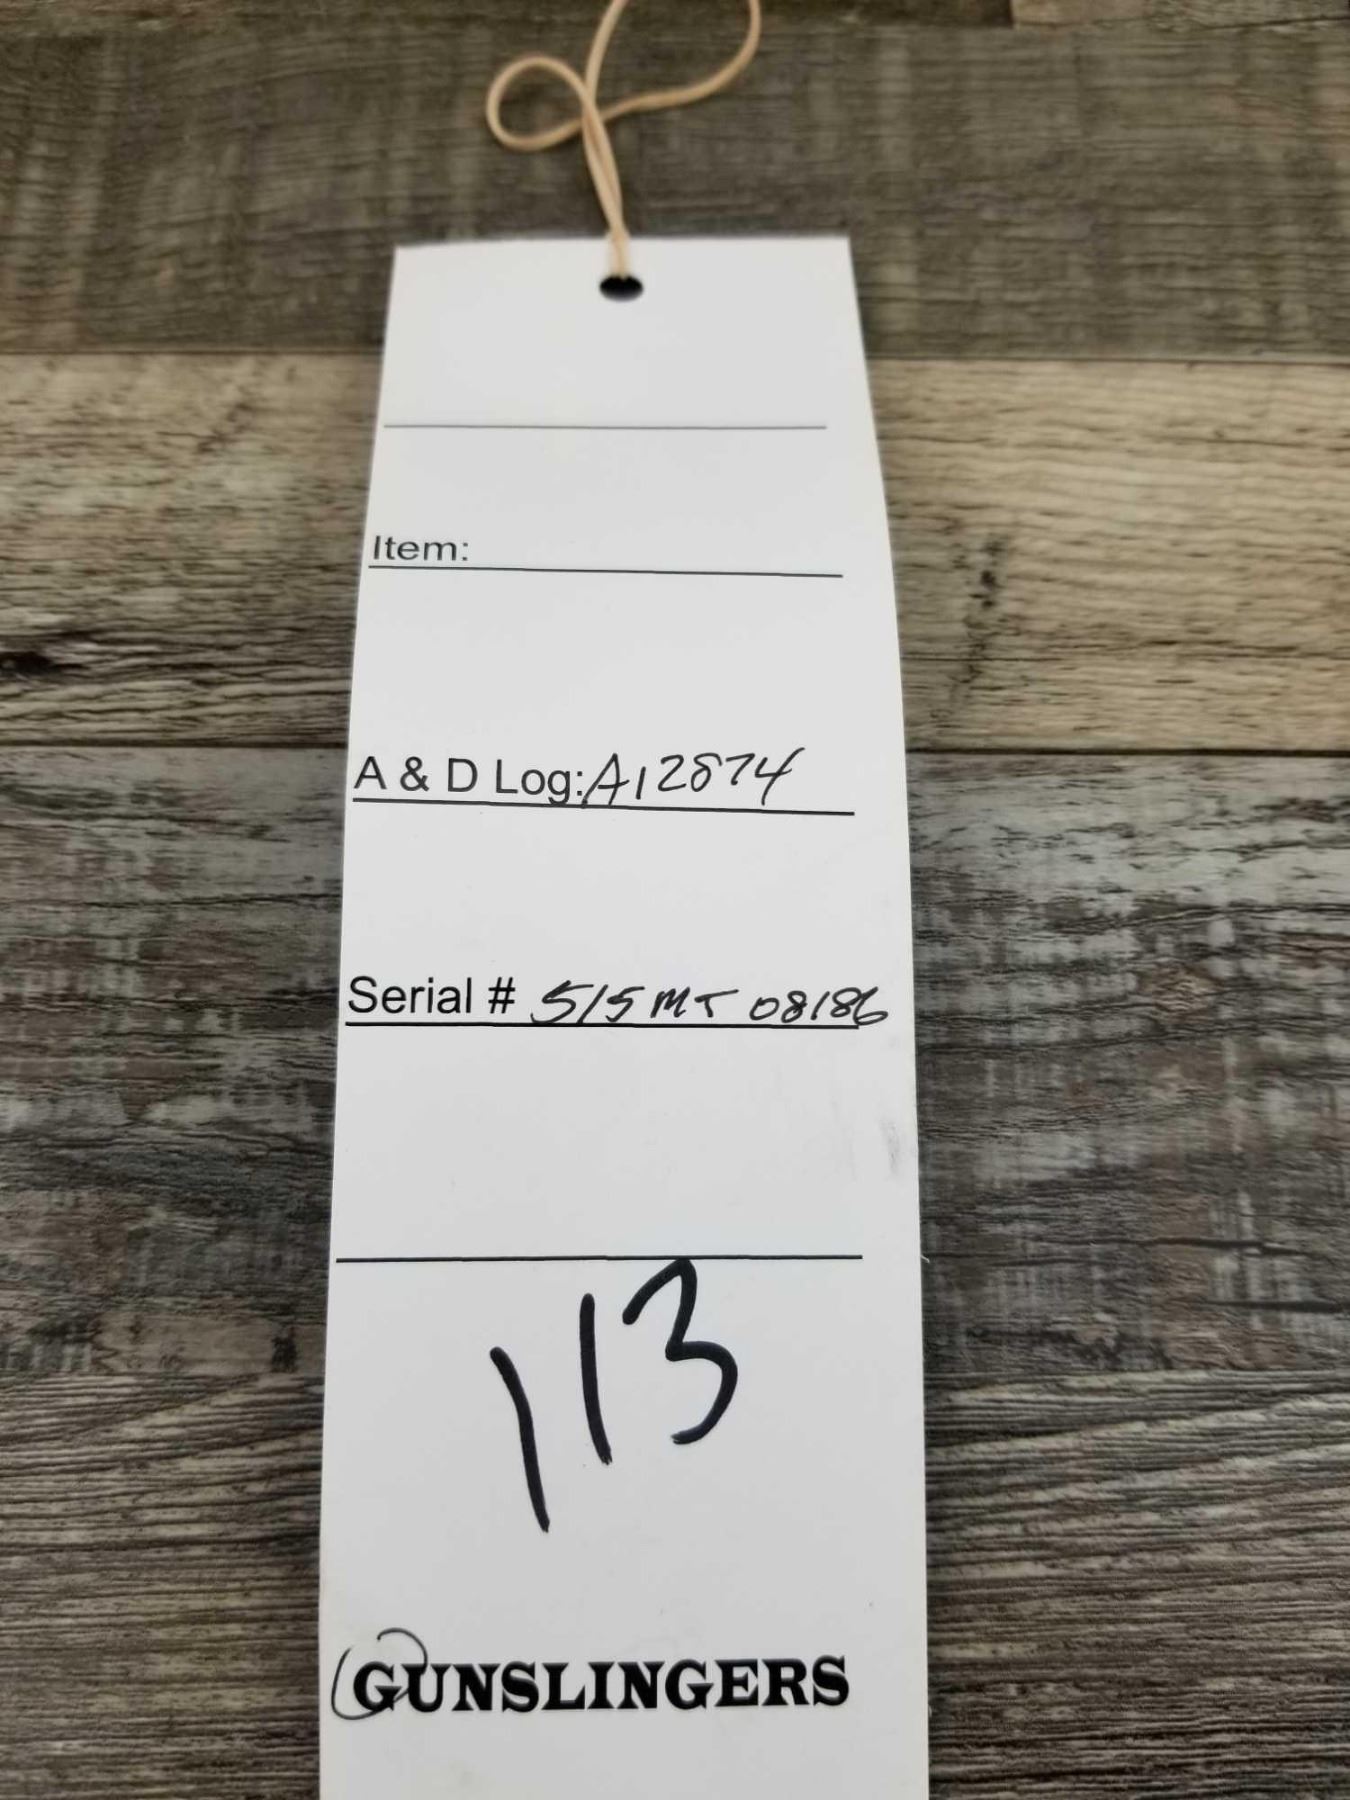 Item:
A & D Log: A12874
Serial # 515MT08186
113
GUNSLINGERS